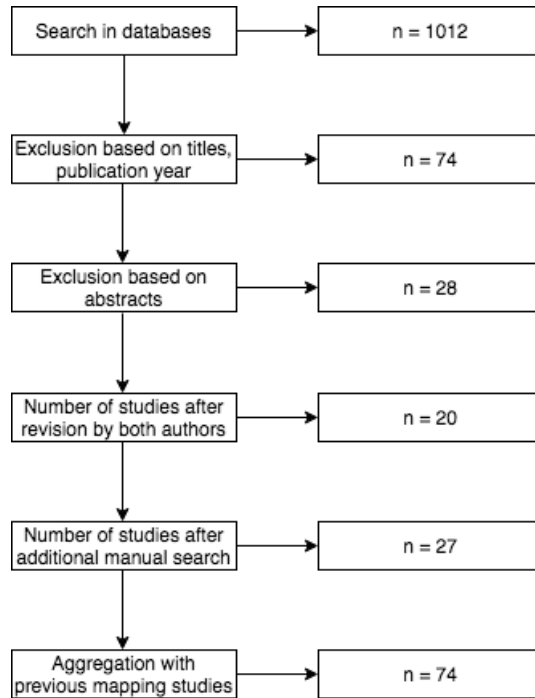 Search in databases
n = 1012
Exclusion based on titles,
publication year
n = 74
Exclusion based on
abstracts
n = 28
Number of studies after
revision by both authors
n = 20
Number of studies after
additional manual search
n = 27
Aggregation with
previous mapping studies
n = 74